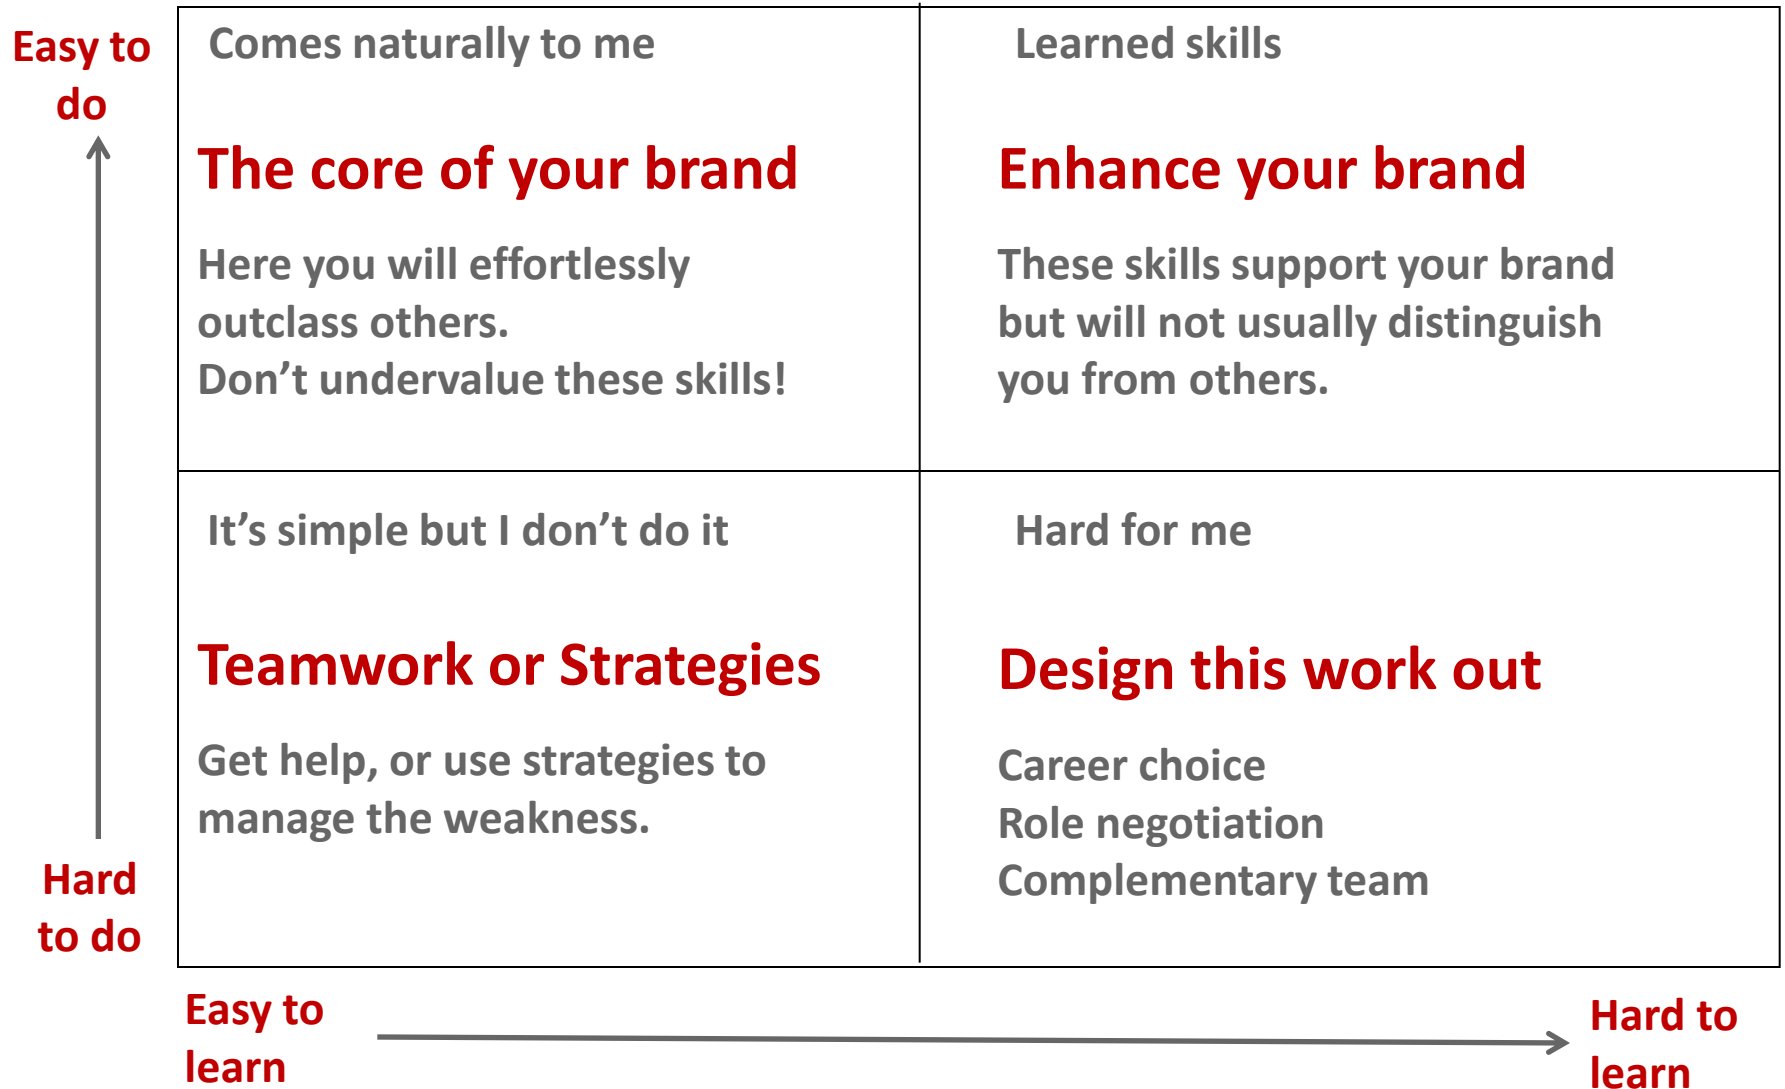 Easy to
do
Comes naturally to me
The core of your brand
Here you will effortlessly
outclass others.
Don’t undervalue these skills!
Learned skills
Enhance your brand
These skills support your brand
but will not usually distinguish
you from others.
It’s simple but I don’t do it
Teamwork or Strategies
Get help, or use strategies to
manage the weakness.
Hard for me
Design this work out
Career choice
Role negotiation
Complementary team
Hard
to do
Easy to
learn
Hard to
learn